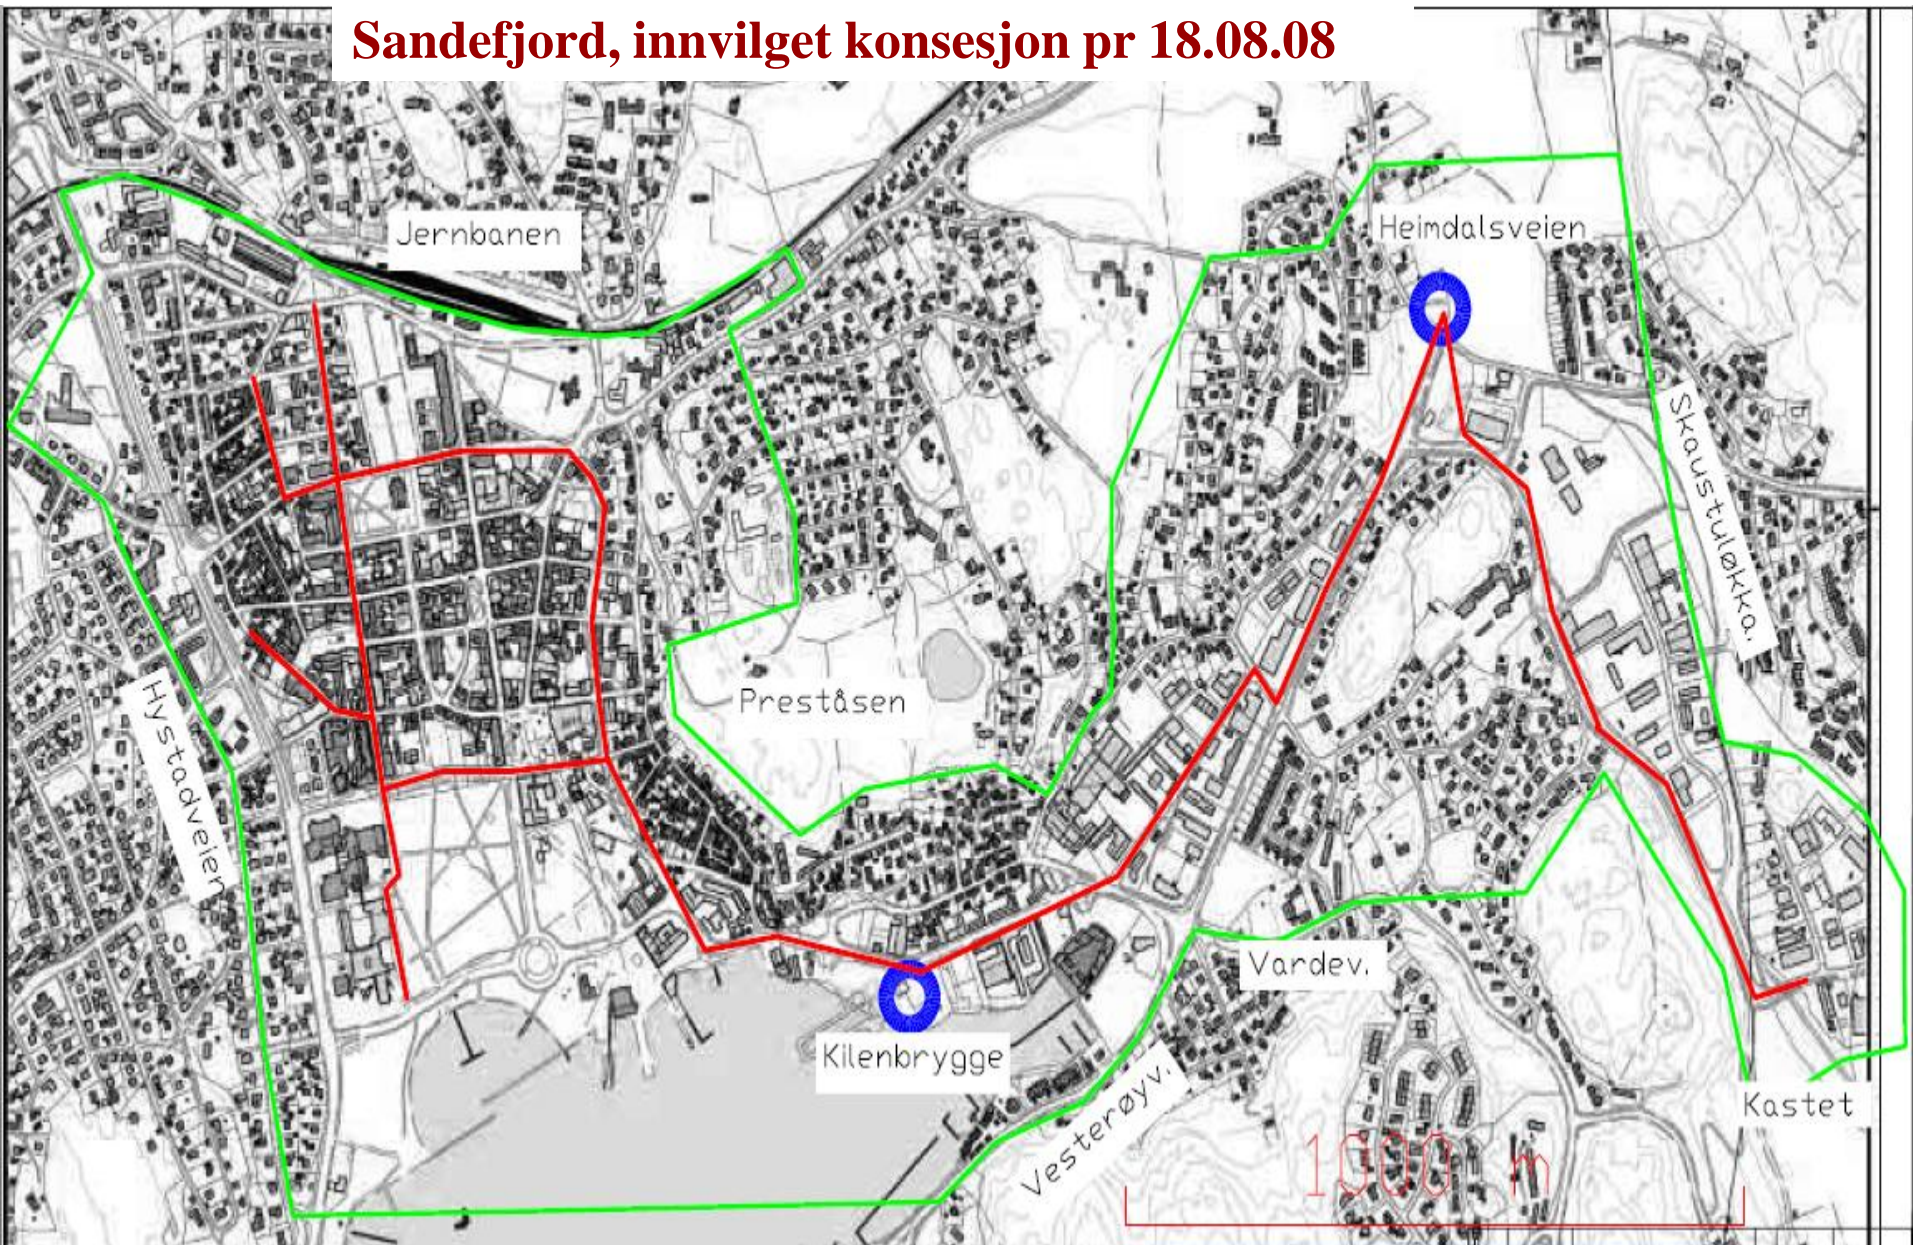 Sandefjord, innvilget konsesjon pr 18.08.08
Jernbanen
Heimdalsveien
Skaustuløkka.
Preståsen
Hystadveien
Vardev.
Kilenbrygge
Vesterøyv.
Kastet
1000 m